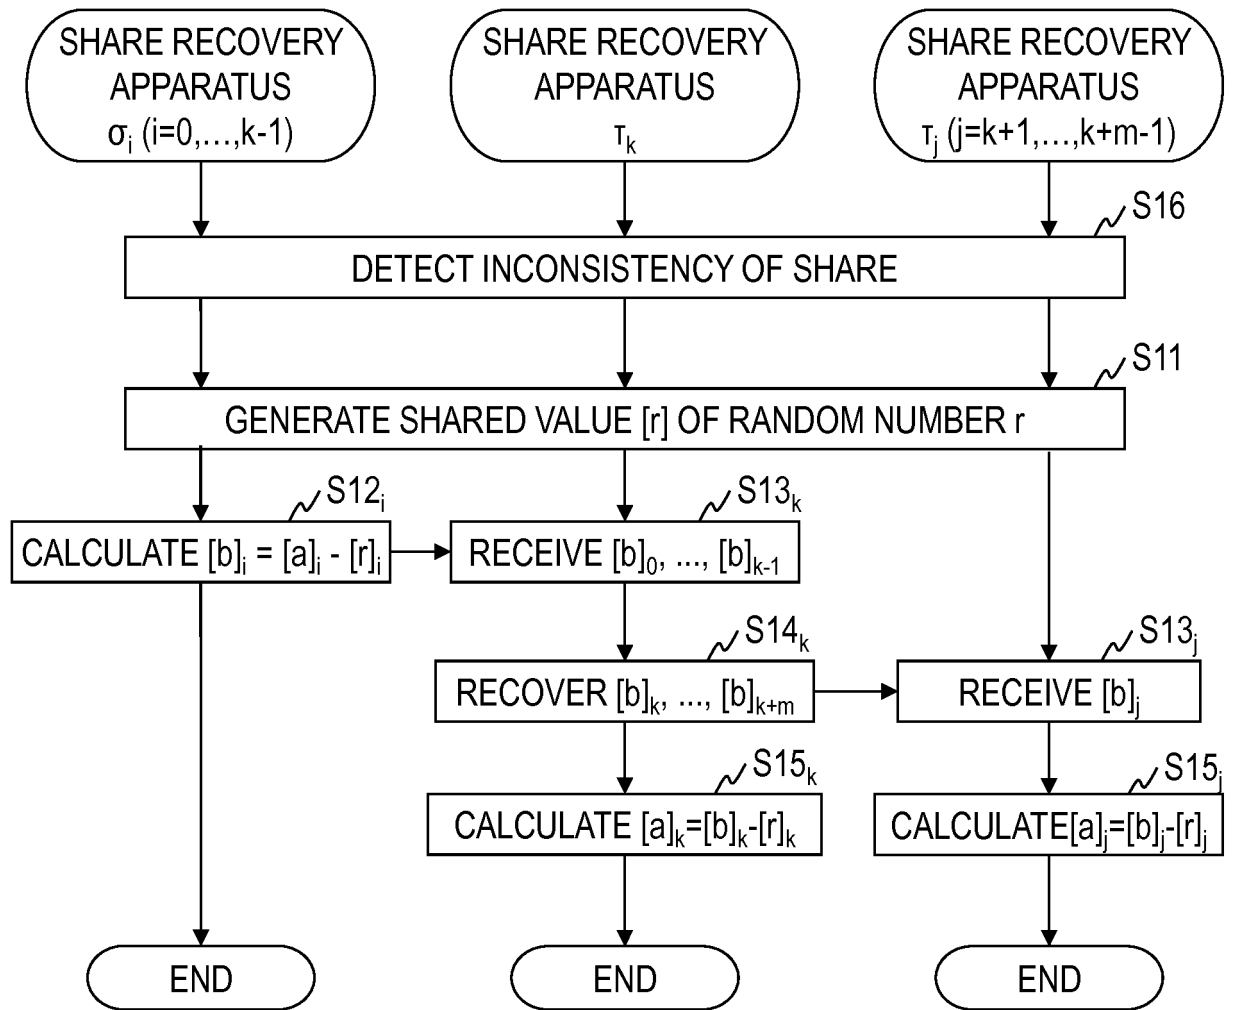 SHARE RECOVERY
APPARATUS
σi (i=0,...,k-1)
SHARE RECOVERY
APPARATUS
τk
SHARE RECOVERY
APPARATUS
τj (j=k+1,...,k+m-1)
S16
DETECT INCONSISTENCY OF SHARE
S11
GENERATE SHARED VALUE [r] OF RANDOM NUMBER r
S12i
CALCULATE [b]i = [a]i - [r]i
S13k
RECEIVE [b]0, ..., [b]k-1
S14k
RECOVER [b]k, ..., [b]k+m
S13j
RECEIVE [b]j
S15k
CALCULATE [a]k=[b]k-[r]k
S15j
CALCULATE[a]j=[b]j-[r]j
END
END
END